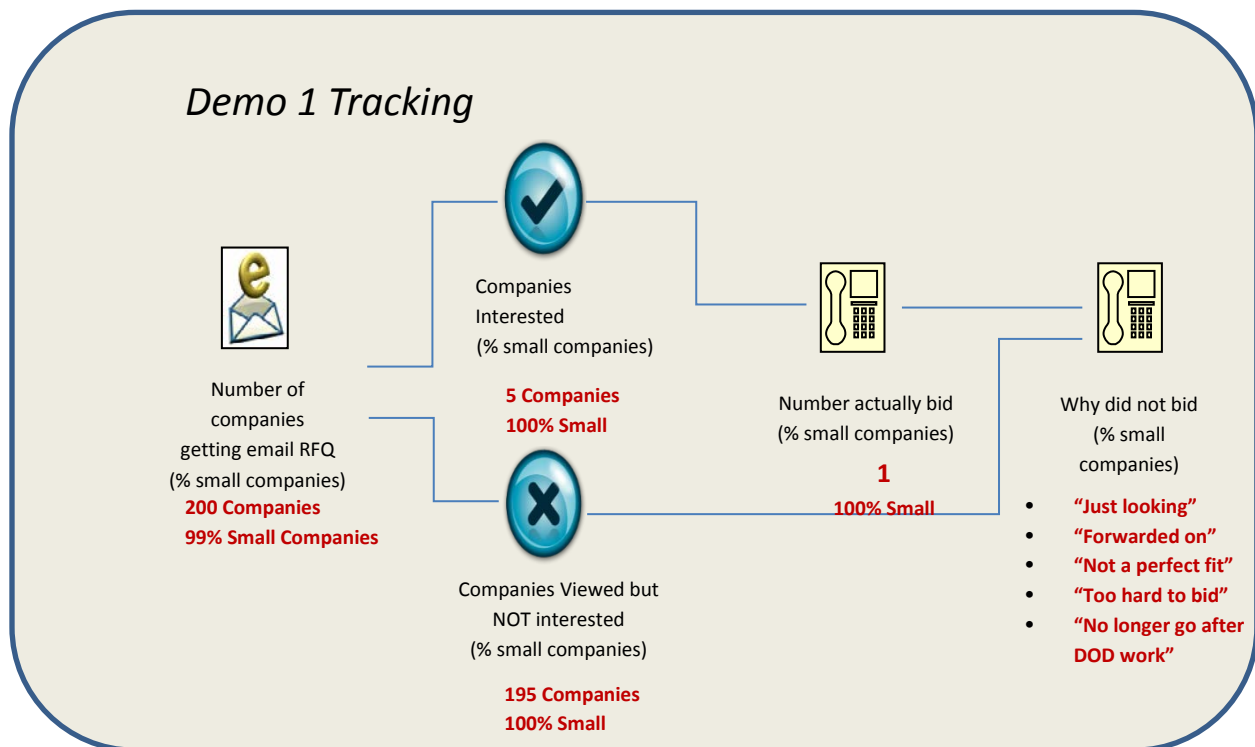 Demo 1 Tracking
e
Number of
companies
getting email RFQ
(% small companies)
200 Companies
99% Small Companies
Companies
Interested
(% small companies)
5 Companies
100% Small
Companies Viewed but
NOT interested
(% small companies)
195 Companies
100% Small
Number actually bid
(% small companies)
1
100% Small
Why did not bid
(% small
companies)
• “Just looking”
• “Forwarded on”
• “Not a perfect fit”
• “Too hard to bid”
• “No longer go after
DOD work”